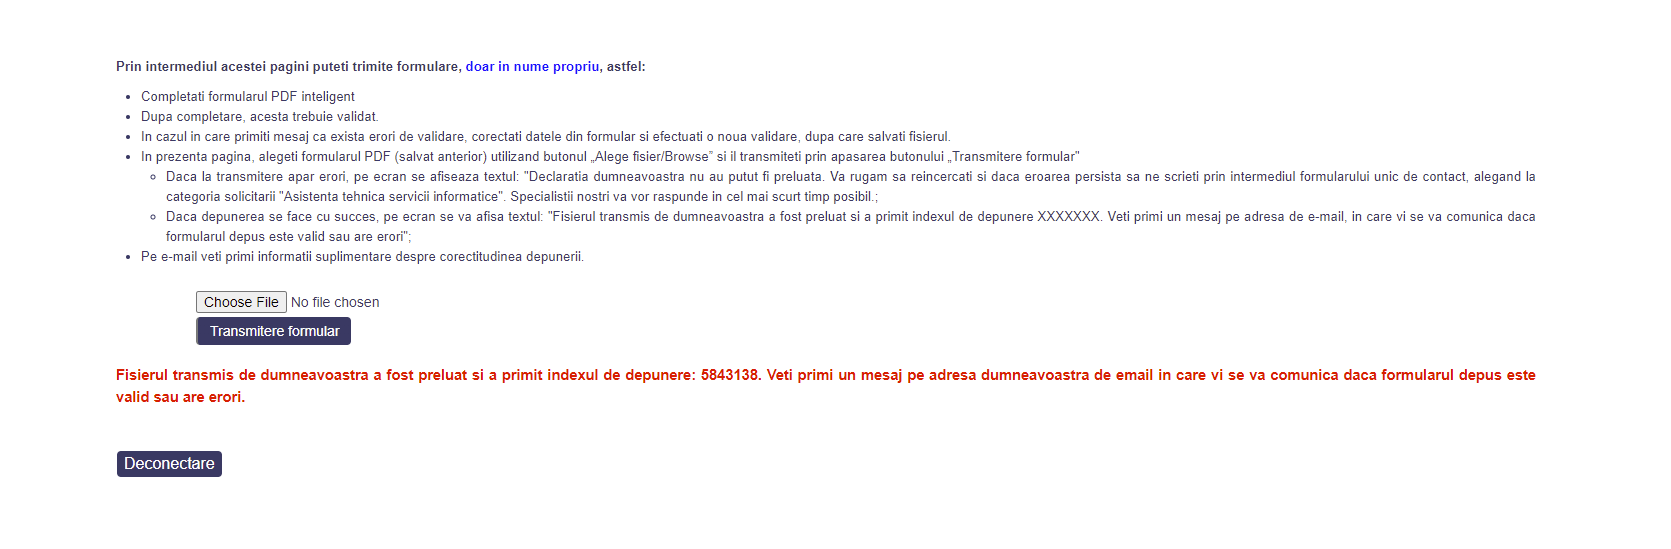 Prin intermediul acestei pagini puteti trimite formulare, doar in nume propriu, astfel:
Completati formularul PDF inteligent
Dupa completare, acesta trebuie validat.
In cazul in care primiti mesaj ca exista erori de validare, corectati datele din formular si efectuati o noua validare, dupa care salvati fisierul.
In prezenta pagina, alegeti formularul PDF (salvat anterior) utilizand butonul „Alege fisier/Browse” si il transmiteti prin apasarea butonului „Transmitere formular"
Daca la transmitere apar erori, pe ecran se afiseaza textul: "Declaratia dumneavoastra nu au putut fi preluata. Va rugam sa reincercati si daca eroarea persista sa ne scrieti prin intermediul formularului unic de contact, alegand la
categoria solicitarii "Asistenta tehnica servicii informatice". Specialistii nostri va vor raspunde in cel mai scurt timp posibil.;
Daca depunerea se face cu succes, pe ecran se va afisa textul: "Fisierul transmis de dumneavoastra a fost preluat si a primit indexul de depunere XXXXXXX. Veti primi un mesaj pe adresa de e-mail, in care vi se va comunica daca
formularul depus este valid sau are erori";
Pe e-mail veti primi informatii suplimentare despre corectitudinea depunerii.
Choose File No file chosen
Transmitere formular
Fisierul transmis de dumneavoastra a fost preluat si a primit indexul de depunere: 5843138. Veti primi un mesaj pe adresa dumneavoastra de email in care vi se va comunica daca formularul depus este
valid sau are erori.
Deconectare